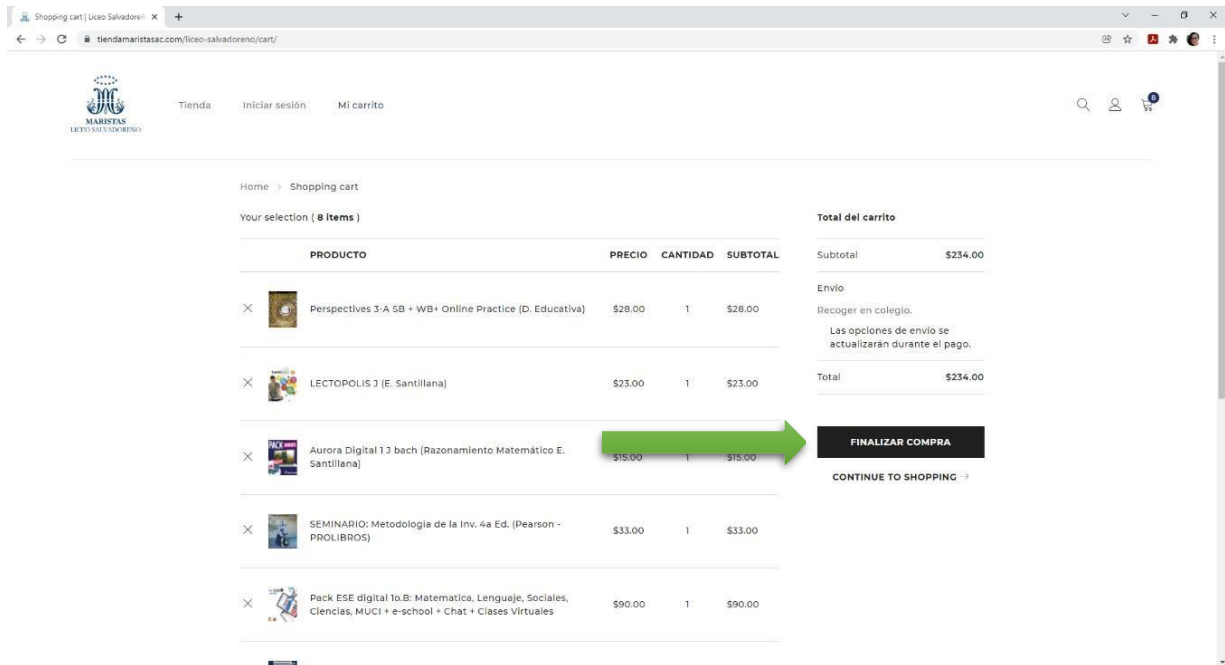 Shopping cart | Liceo Salvadoreñ
tiendamaristasac.com/liceo-salvadoreno/cart/
MARISTAS
LICEO SALVADOREÑO
Tienda Iniciar sesión Mi carrito
8
Home > Shopping cart
Your selection ( 8 items )
PRODUCTO PRECIO CANTIDAD SUBTOTAL
Perspectives 3-A SB + WB+ Online Practice (D. Educativa) $28.00 1 $28.00
LECTOPOLIS J (E. Santillana) $23.00 1 $23.00
Aurora Digital 1 J bach (Razonamiento Matemático E.
Santillana)
$15.00 1 $15.00
SEMINARIO: Metodologia de la Inv. 4a Ed. (Pearson -
PROLIBROS)
$33.00 1 $33.00
Pack ESE digital 1o.B: Matematica, Lenguaje, Sociales,
Ciencias, MUCI + e-school + Chat + Clases Virtuales
$90.00 1 $90.00
Total del carrito
Subtotal $234.00
Envío
Recoger en colegio.
Las opciones de envío se
actualizarán durante el pago.
Total $234.00
FINALIZAR COMPRA
CONTINUE TO SHOPPING →